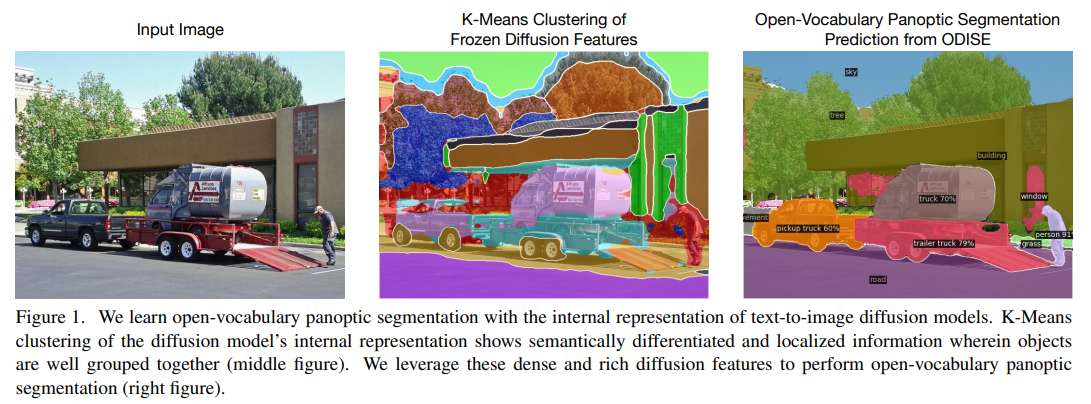 Input Image
K-Means Clustering of
Frozen Diffusion Features
Open-Vocabulary Panoptic Segmentation
Prediction from ODISE
sky
tree
building
truck 70%
window
pickup truck 60%
trailer truck 79%
person 91
grass
road
Figure 1. We learn open-vocabulary panoptic segmentation with the internal representation of text-to-image diffusion models. K-Means
clustering of the diffusion model's internal representation shows semantically differentiated and localized information wherein objects
are well grouped together (middle figure). We leverage these dense and rich diffusion features to perform open-vocabulary panoptic
segmentation (right figure).